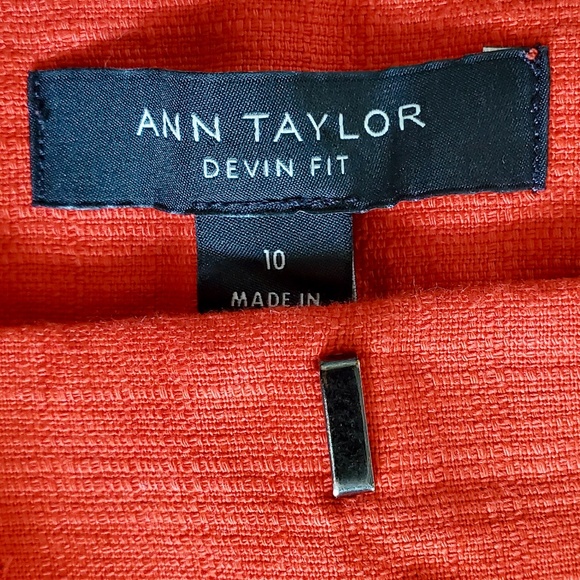 ANN TAYLOR
DEVIN FIT
10
MADE IN